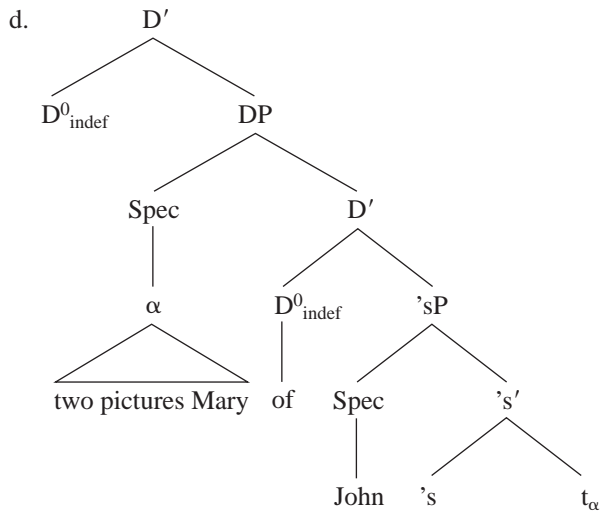 d. D′
D⁰indef DP
Spec D′
α D⁰indef ’sP
two pictures Mary of Spec ’s′
John ’s tα